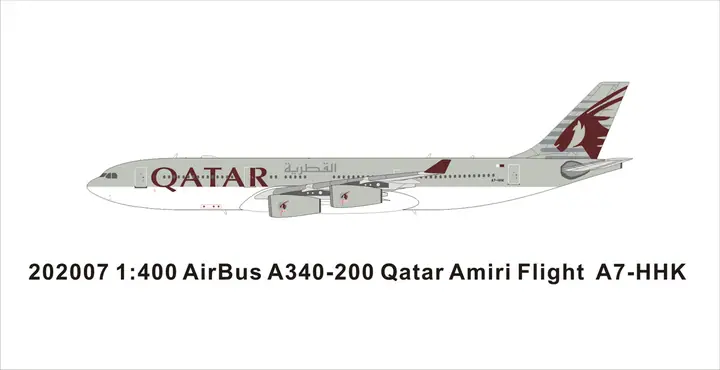 القطرية
QATAR
202007 1:400 AirBus A340-200 Qatar Amiri Flight A7-HHK